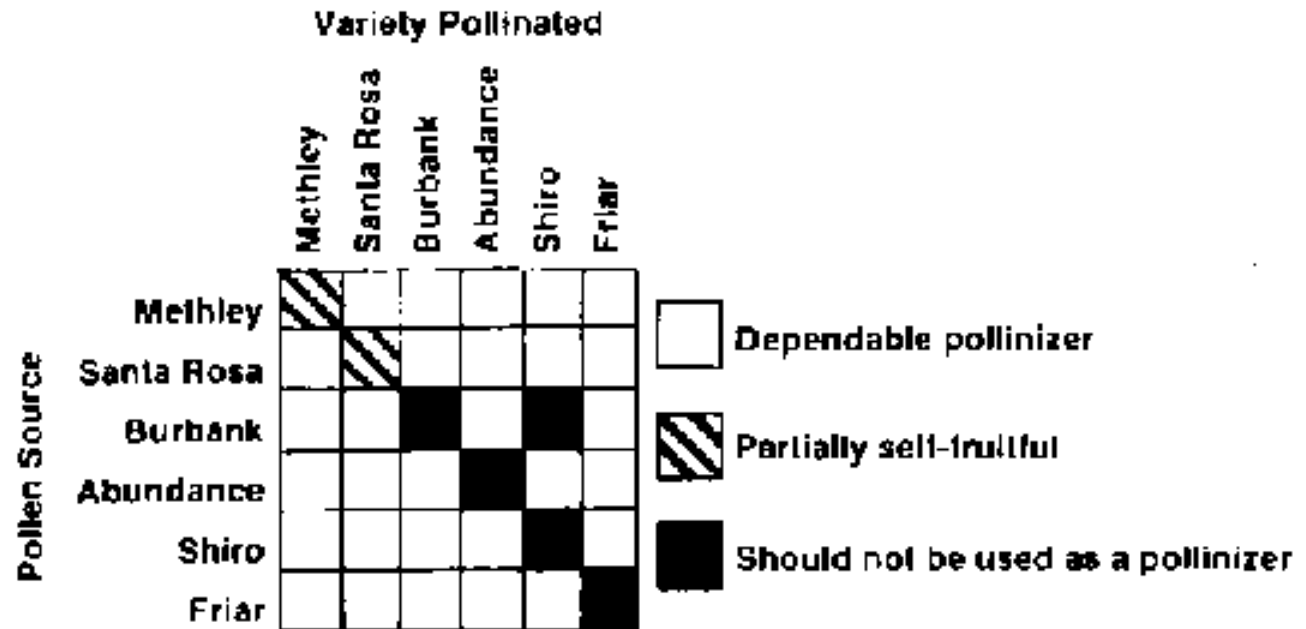 Variety Pollinated
Methley
Santa Rosa
Burbank
Abundance
Shiro
Friar
Pollen Source
Methley
Santa Rosa
Burbank
Abundance
Shiro
Friar
Dependable pollinizer
Partially self-fruitful
Should not be used as a pollinizer